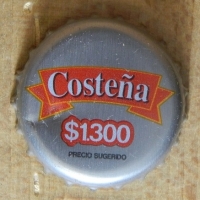 Costeña
$1.300
PRECIO SUGERIDO